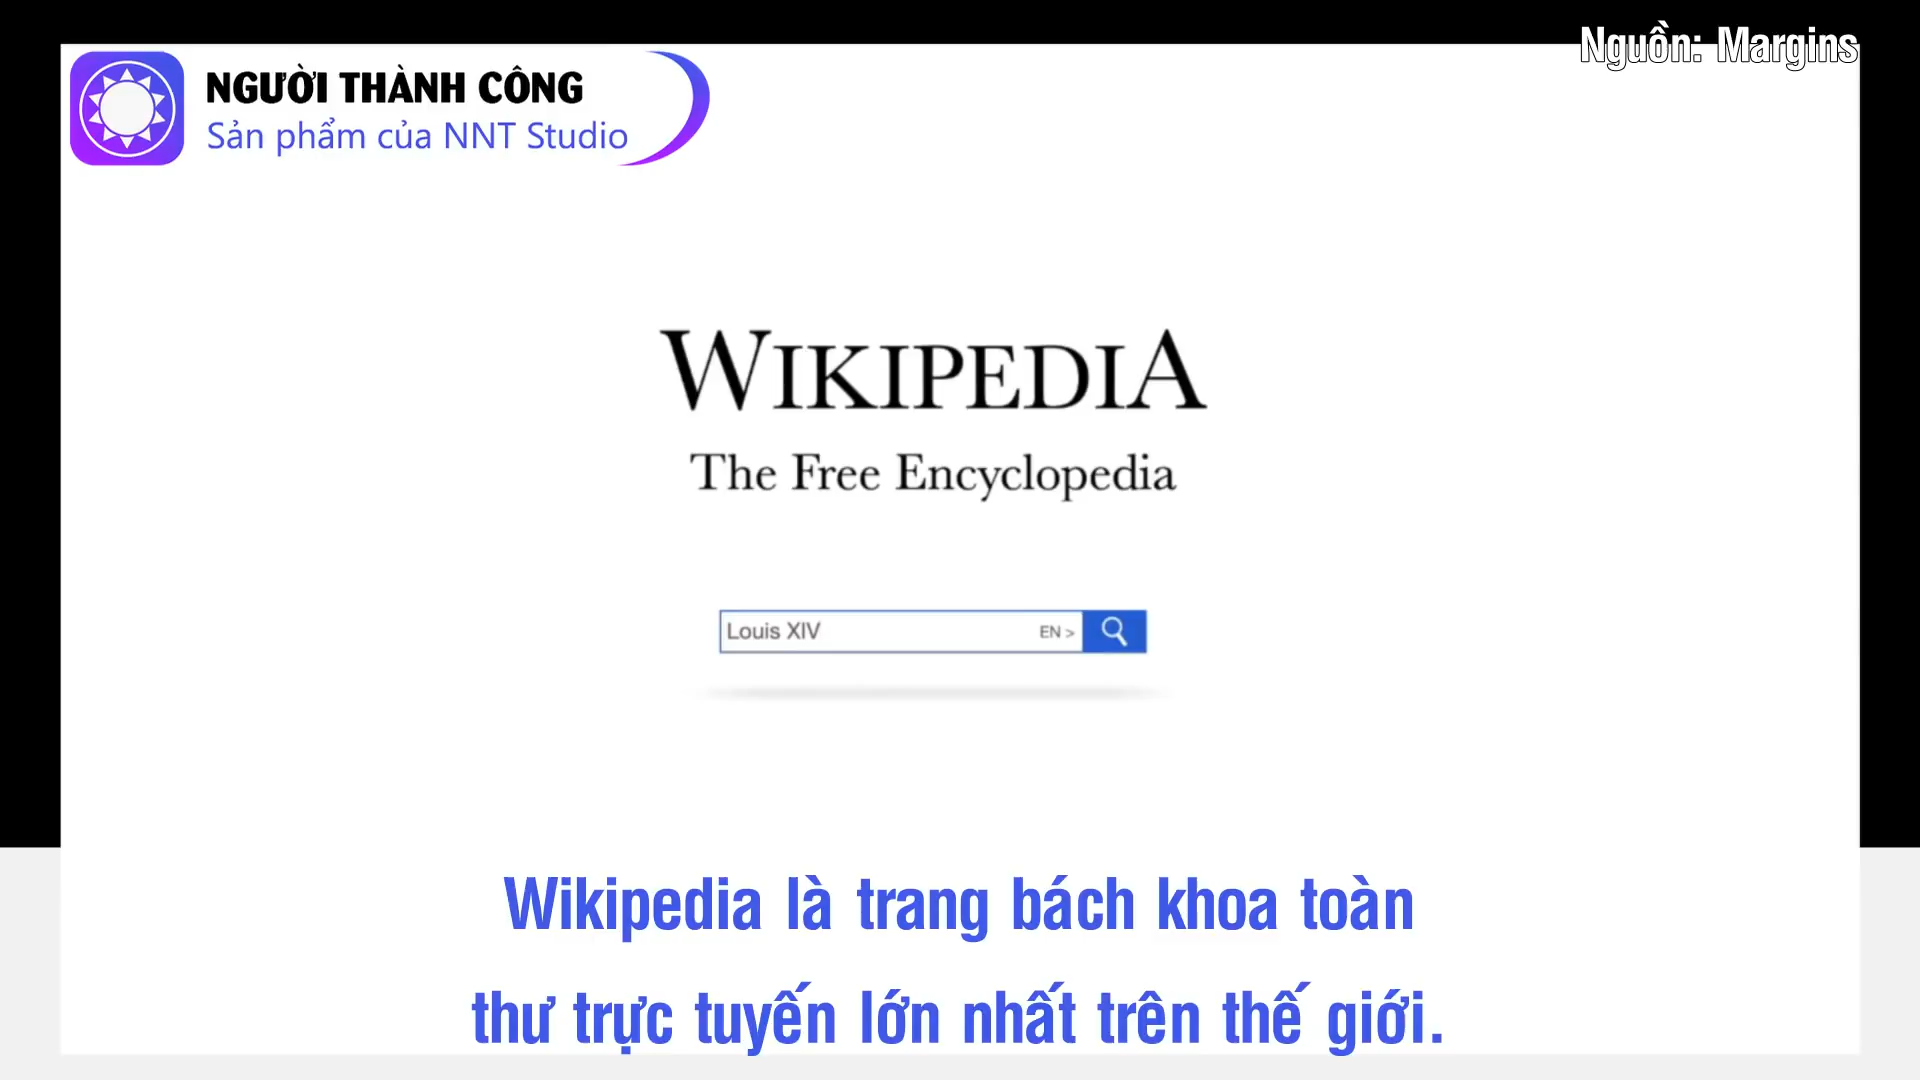 Nguồn: Margins
NGƯỜI THÀNH CÔNG
Sản phẩm của NNT Studio
WIKIPEDIA
The Free Encyclopedia
Louis XIV EN >
Wikipedia là trang bách khoa toàn
thư trực tuyến lớn nhất trên thế giới.